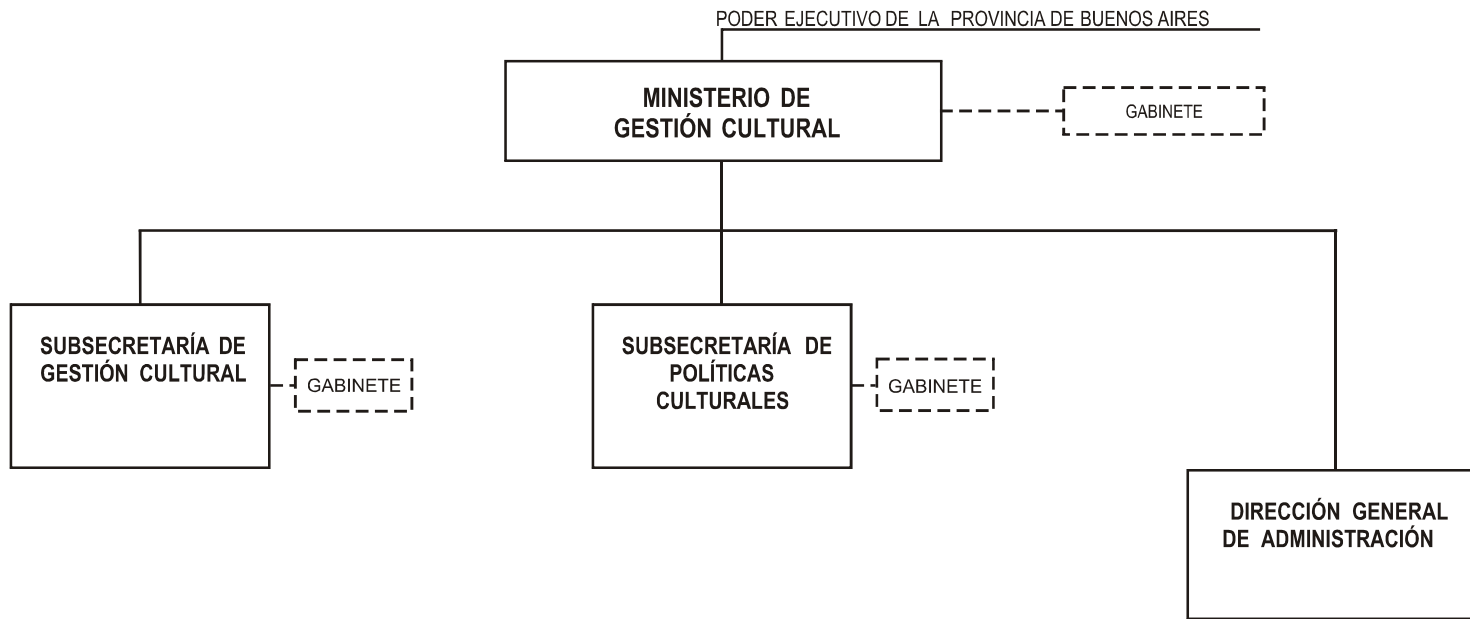 PODER EJECUTIVO DE LA PROVINCIA DE BUENOS AIRES
MINISTERIO DE
GESTIÓN CULTURAL
GABINETE
SUBSECRETARÍA DE
GESTIÓN CULTURAL
GABINETE
SUBSECRETARÍA DE
POLÍTICAS
CULTURALES
GABINETE
DIRECCIÓN GENERAL
DE ADMINISTRACIÓN